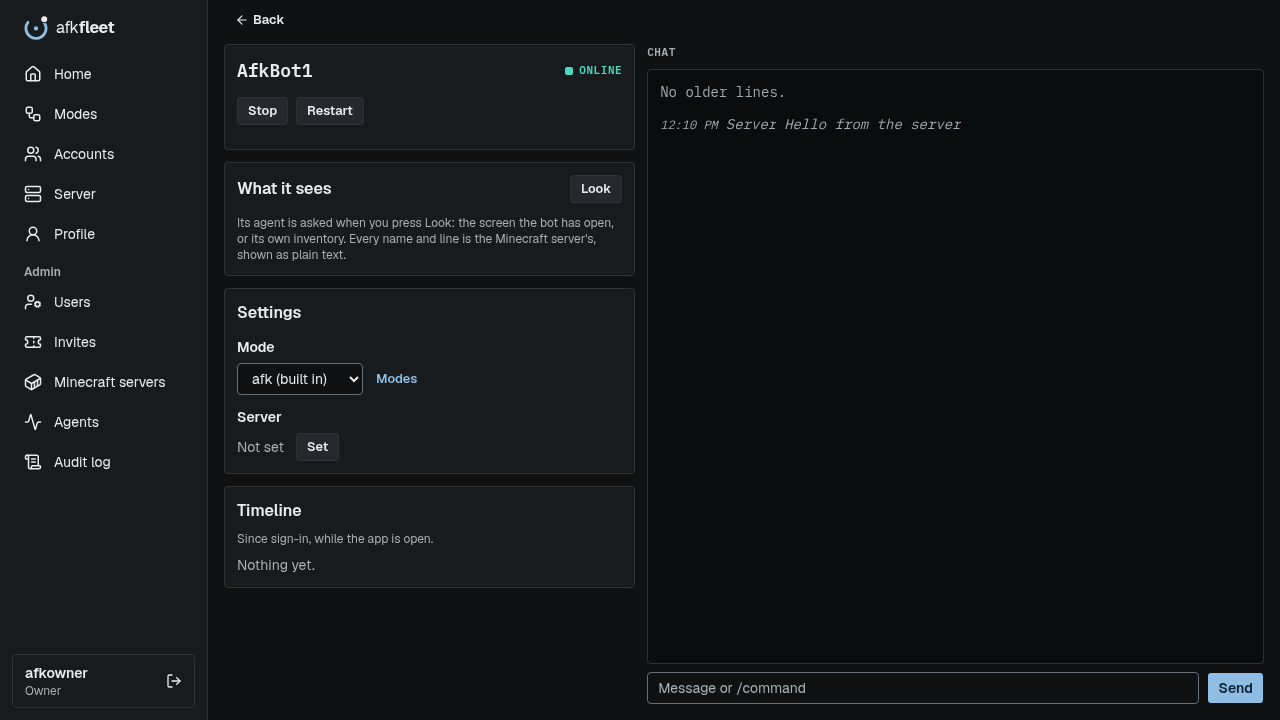 afkfleet
Home
Modes
Accounts
Server
Profile
Admin
Users
Invites
Minecraft servers
Agents
Audit log
afkowner
Owner
Back
AfkBot1
ONLINE
Stop
Restart
What it sees
Look
Its agent is asked when you press Look: the screen the bot has open,
or its own inventory. Every name and line is the Minecraft server's,
shown as plain text.
Settings
Mode
afk (built in)
Modes
Server
Not set
Set
Timeline
Since sign-in, while the app is open.
Nothing yet.
CHAT
No older lines.
12:10 PM Server Hello from the server
Message or /command
Send